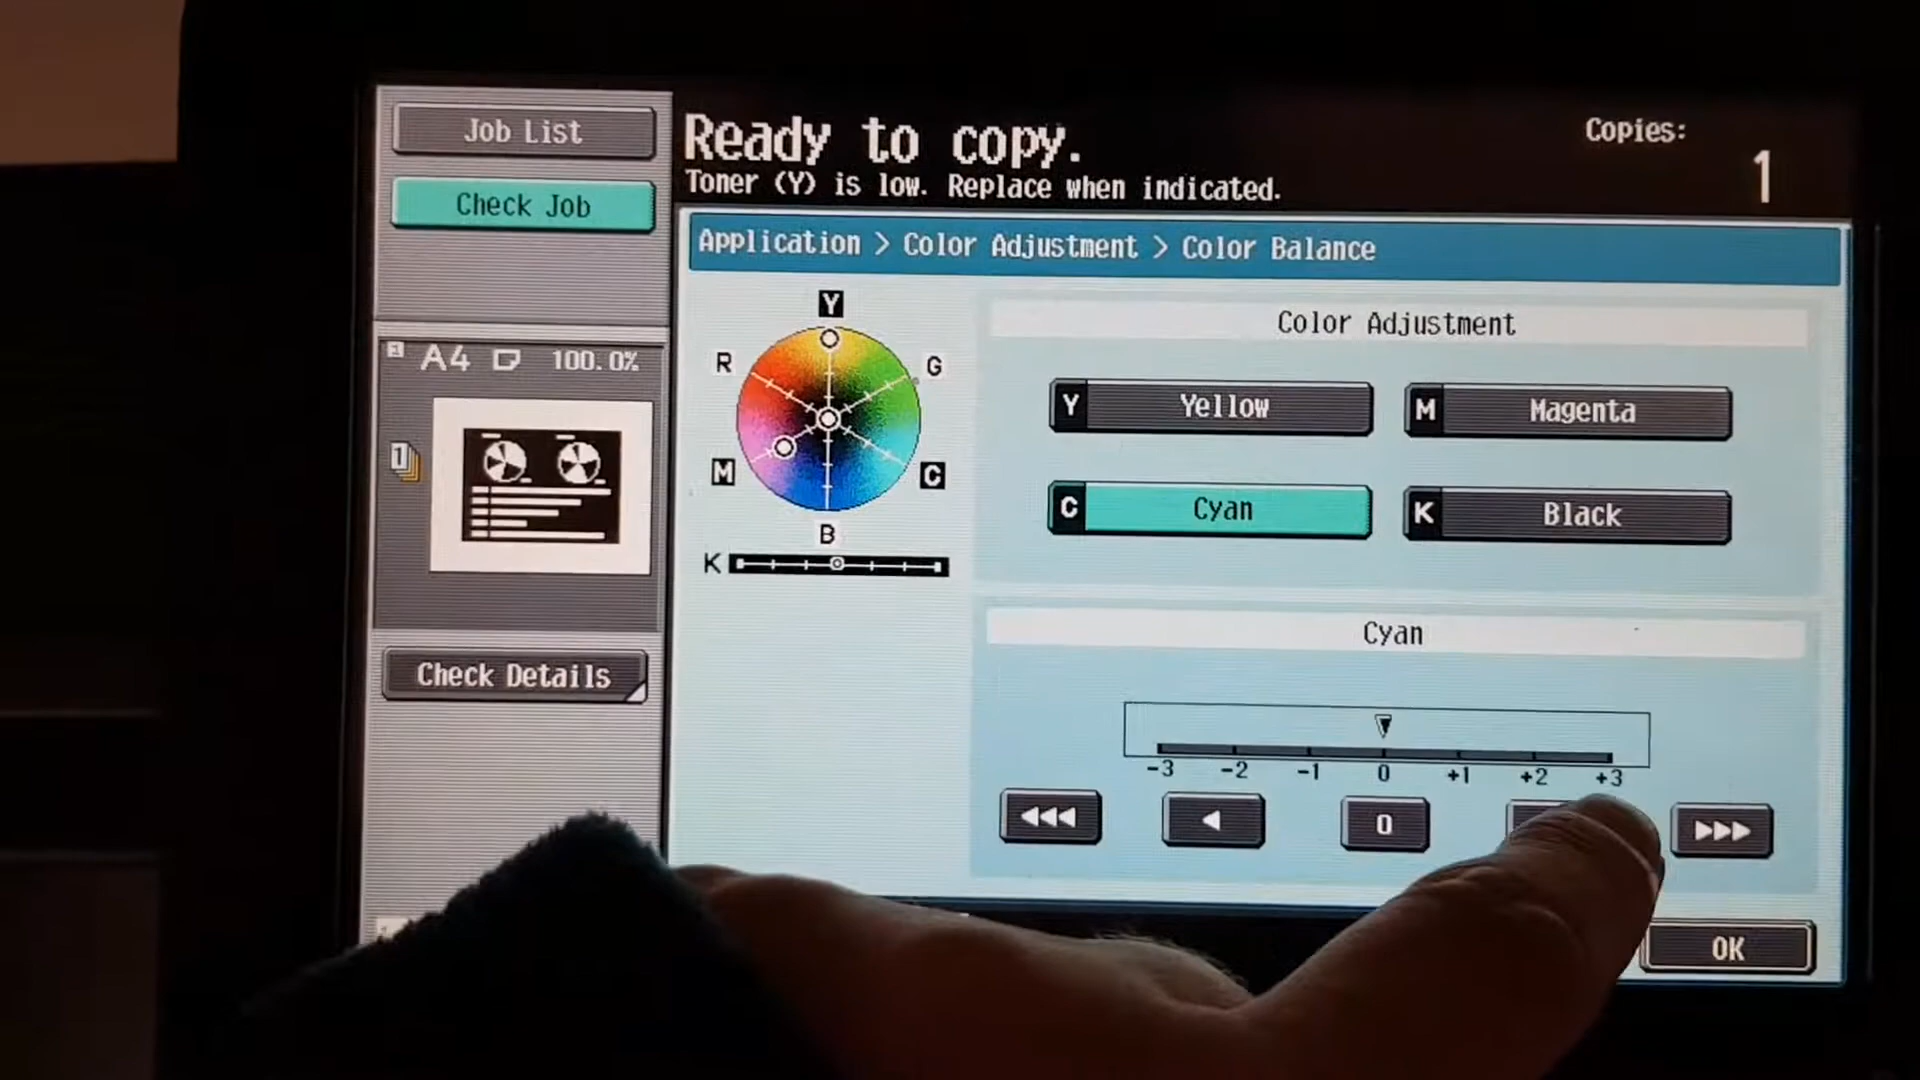 Job List
Check Job
Ready to copy.
Toner (Y) is low. Replace when indicated.
Copies:
1
Application > Color Adjustment > Color Balance
A4 100.0%
1
Y
R
G
M
C
B
K
Color Adjustment
Y Yellow
M Magenta
C Cyan
K Black
Check Details
Cyan
-3 -2 -1 0 +1 +2 +3
0
OK